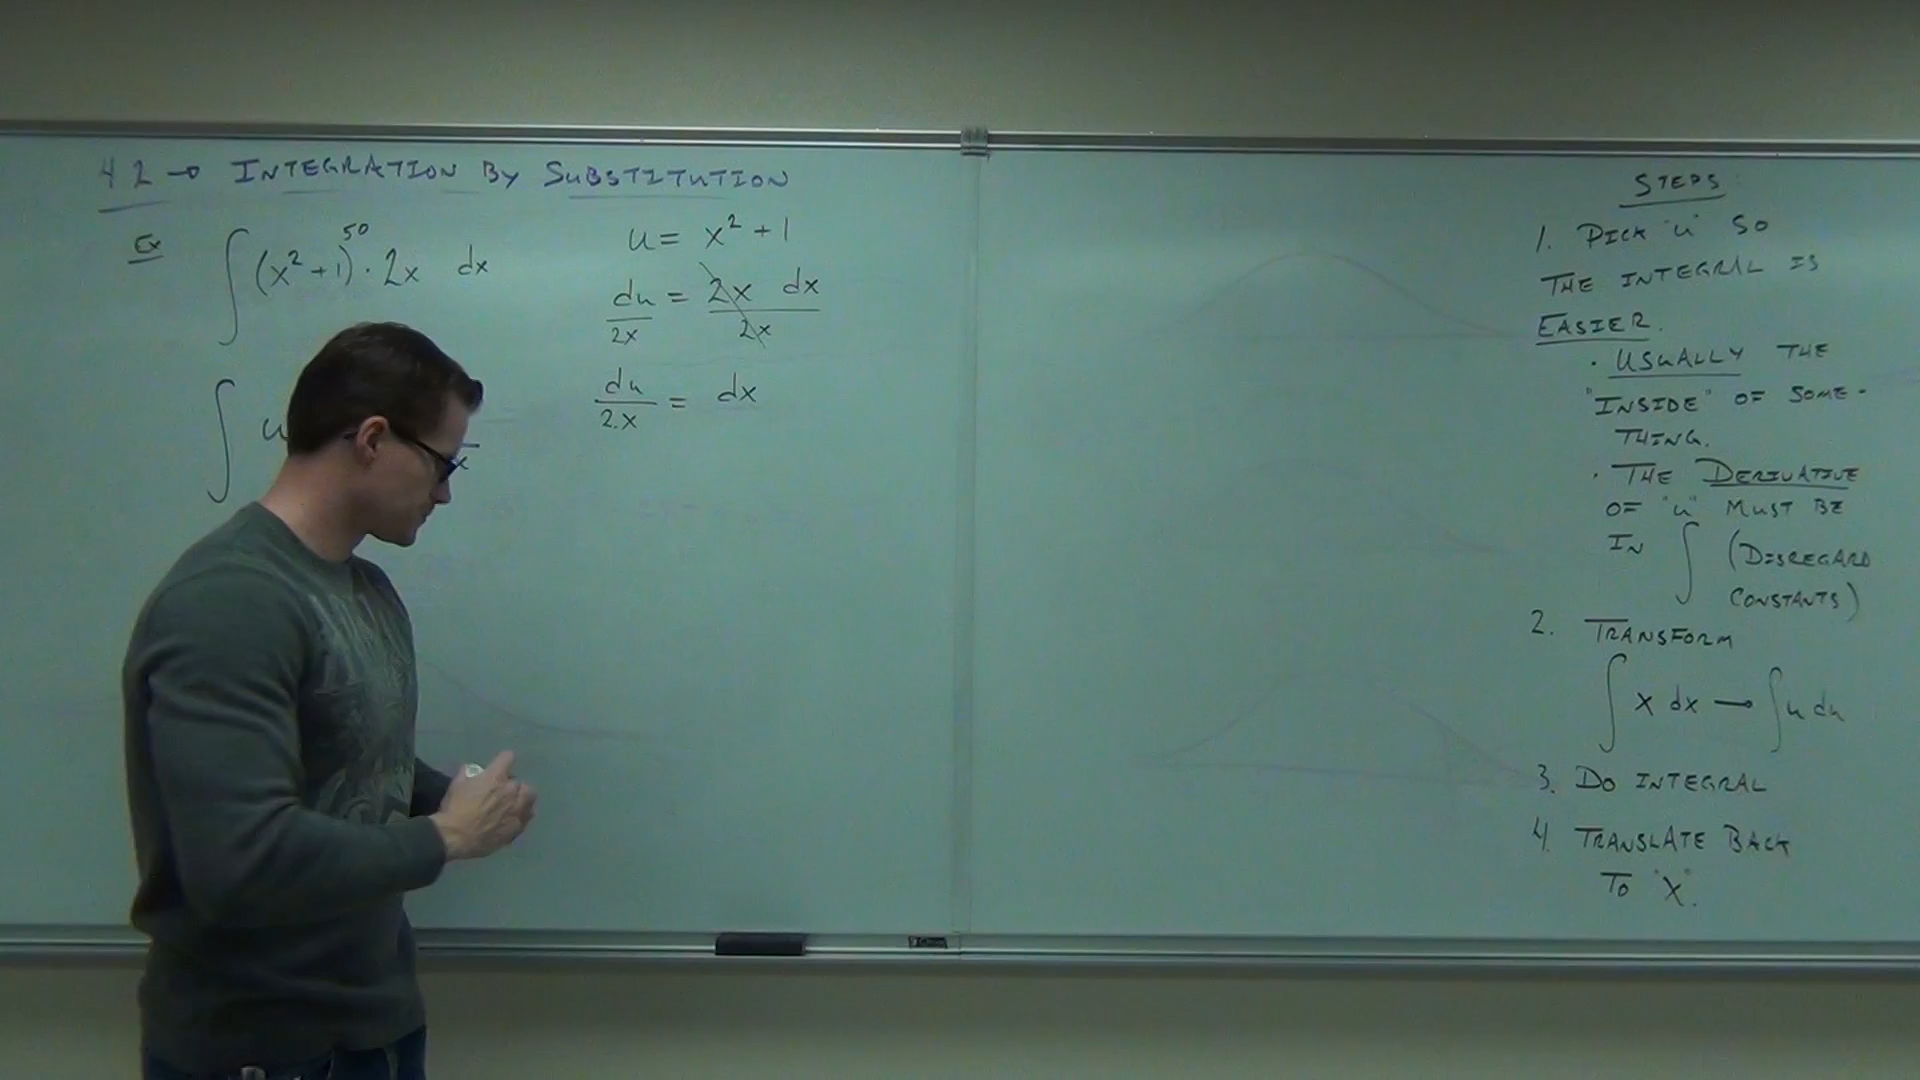 4.2 → INTEGRATION BY SUBSTITUTION
Ex
∫ (x² + 1)⁵⁰ · 2x dx
∫ u
x
u = x² + 1
du/2x = 2x dx/2x
du/2x = dx
STEPS
1. PICK "u" SO
THE INTEGRAL IS
EASIER.
· USUALLY THE
"INSIDE" OF SOME-
THING.
· THE DERIVATIVE
OF "u" MUST BE
IN ∫ (DISREGARD
CONSTANTS)
2. TRANSFORM
∫ x dx → ∫ u du
3. DO INTEGRAL
4. TRANSLATE BACK
TO "X".